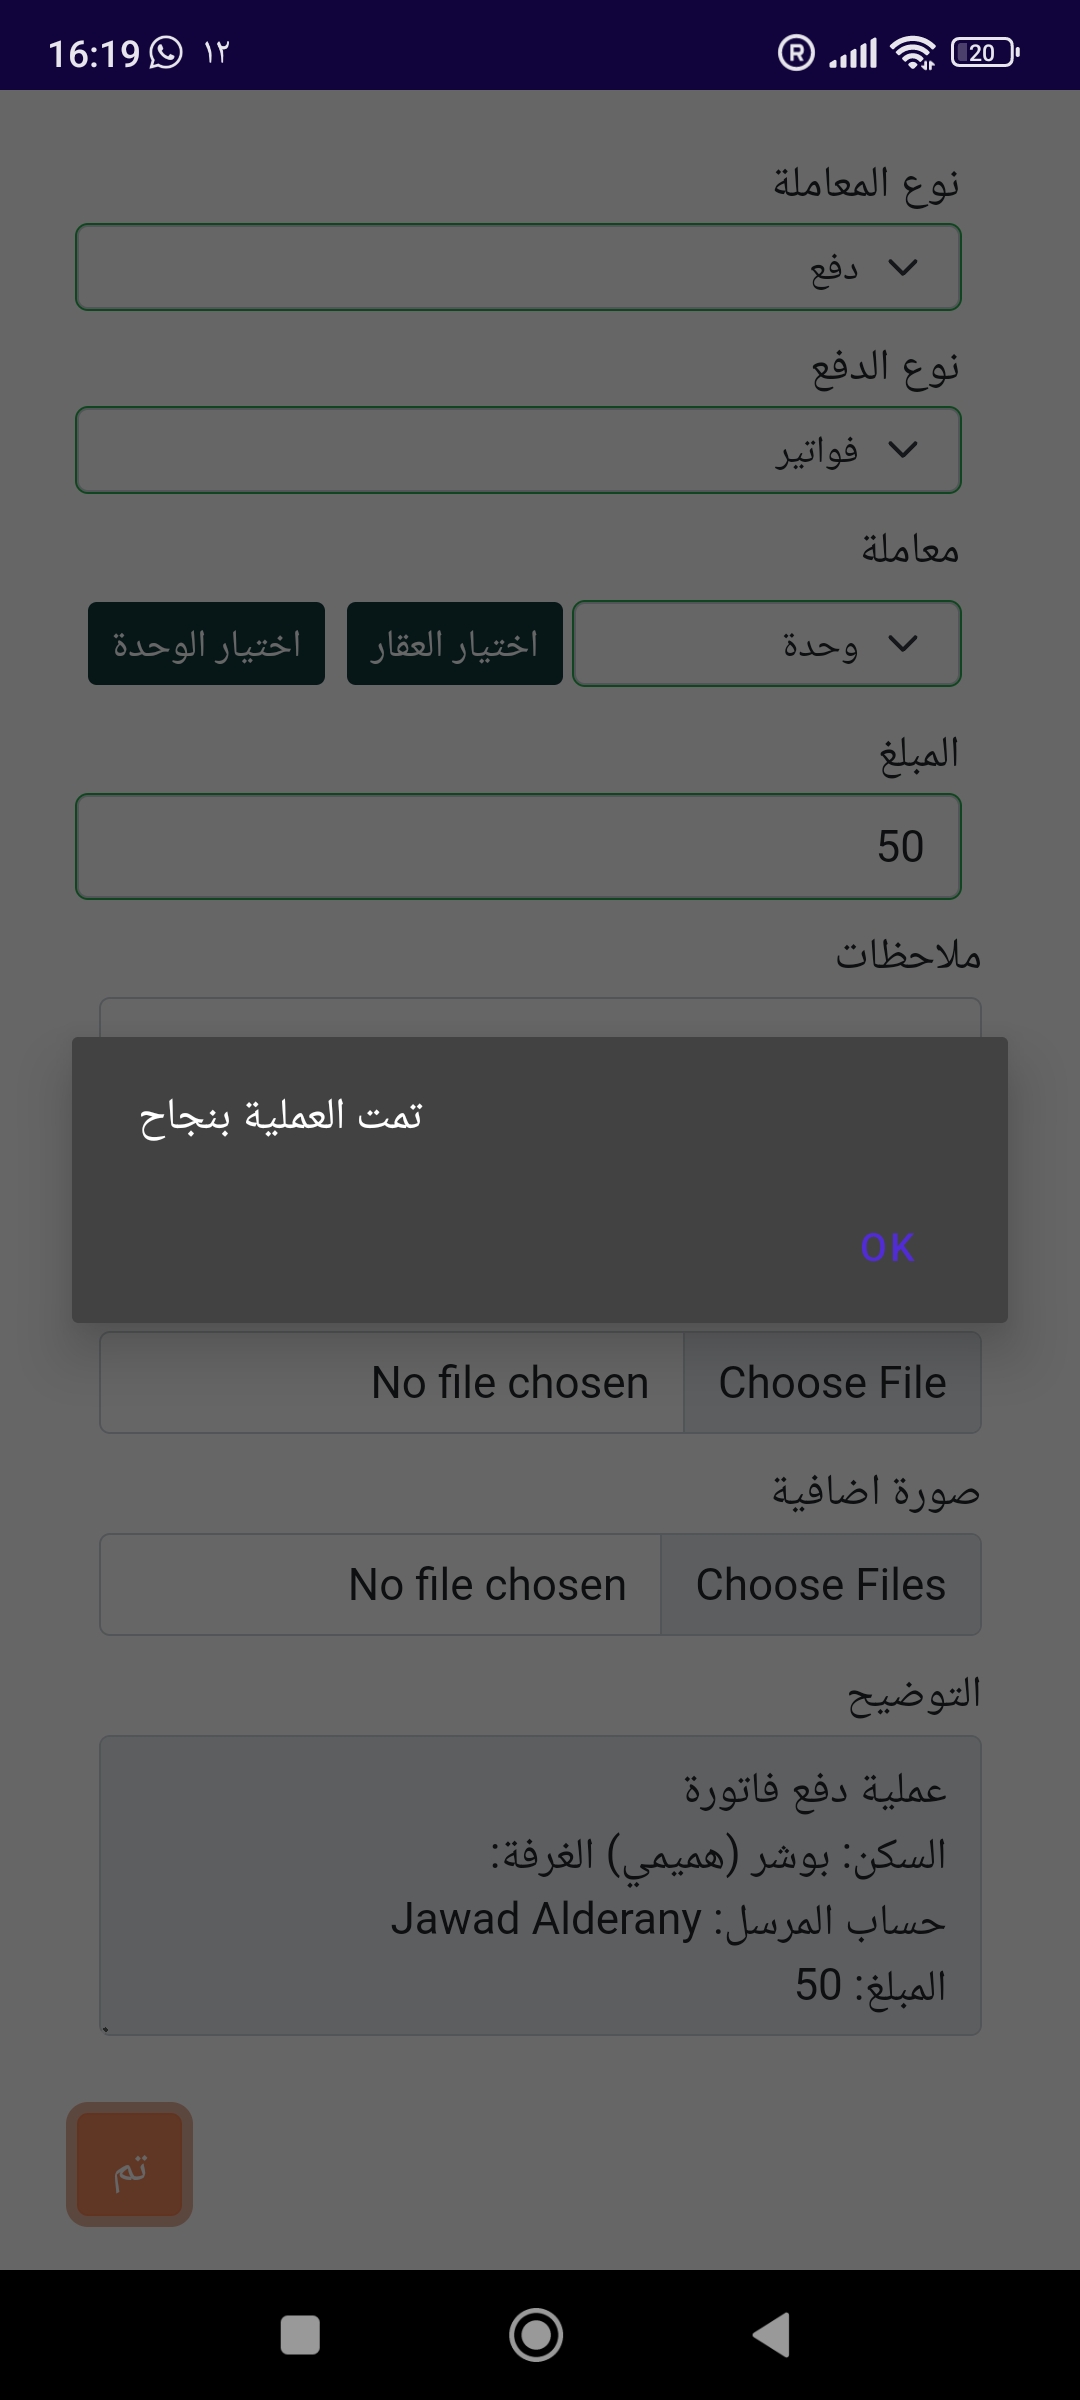 16:19 ١٢ R 20
نوع المعاملة
دفع
نوع الدفع
فواتير
معاملة
وحدة اختيار العقار اختيار الوحدة
المبلغ
50
ملاحظات
تمت العملية بنجاح
OK
Choose File No file chosen
صورة اضافية
Choose Files No file chosen
التوضيح
عملية دفع فاتورة
السكن: بوشر (هميمي) الغرفة:
حساب المرسل: Jawad Alderany
المبلغ: 50
تم